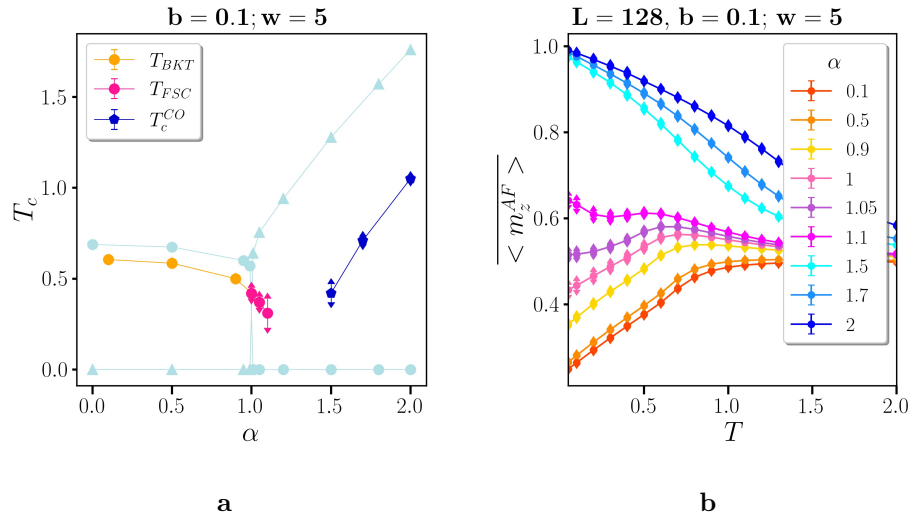 b = 0.1; w = 5
T_c
1.5
1.0
0.5
0.0
T_BKT
T_FSC
T_c^CO
0.0 0.5 1.0 1.5 2.0
α
a
L = 128, b = 0.1; w = 5
< m_z^AF >
1.0
0.8
0.6
0.4
α
0.1
0.5
0.9
1
1.05
1.1
1.5
1.7
2
0.5 1.0 1.5 2.0
T
b